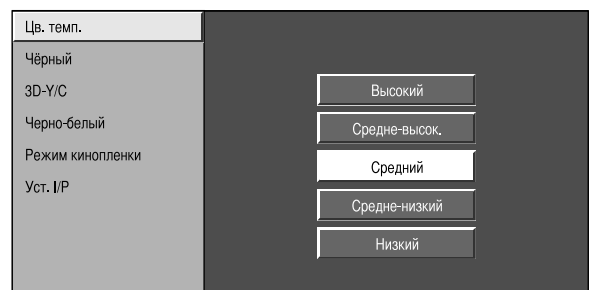 Цв. темп.
Чёрный
3D-Y/C
Черно-белый
Режим кинопленки
Уст. I/P
Высокий
Средне-высок.
Средний
Средне-низкий
Низкий